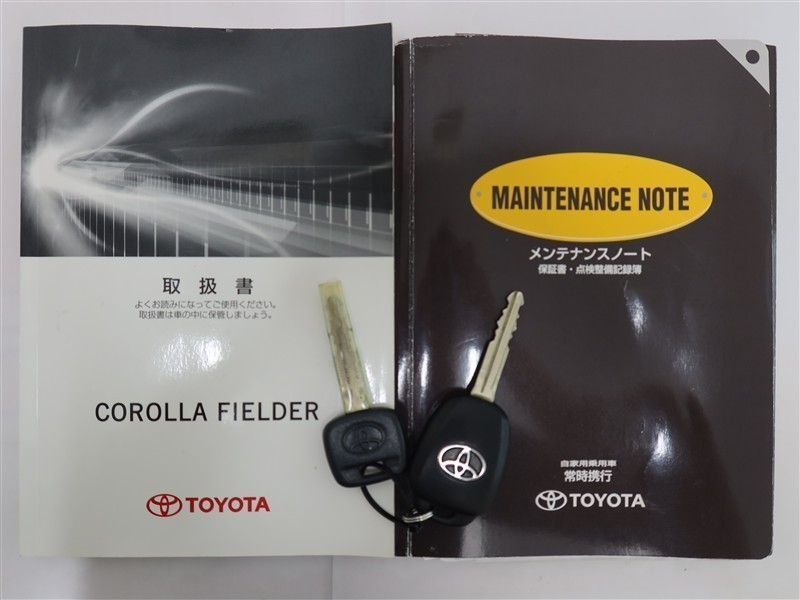 取扱書
よくお読みになってご使用ください。
取扱書は車の中に保管しましょう。
COROLLA FIELDER
TOYOTA
MAINTENANCE NOTE
メンテナンスノート
保証書・点検整備記録簿
自家用乗用車
常時携行
TOYOTA